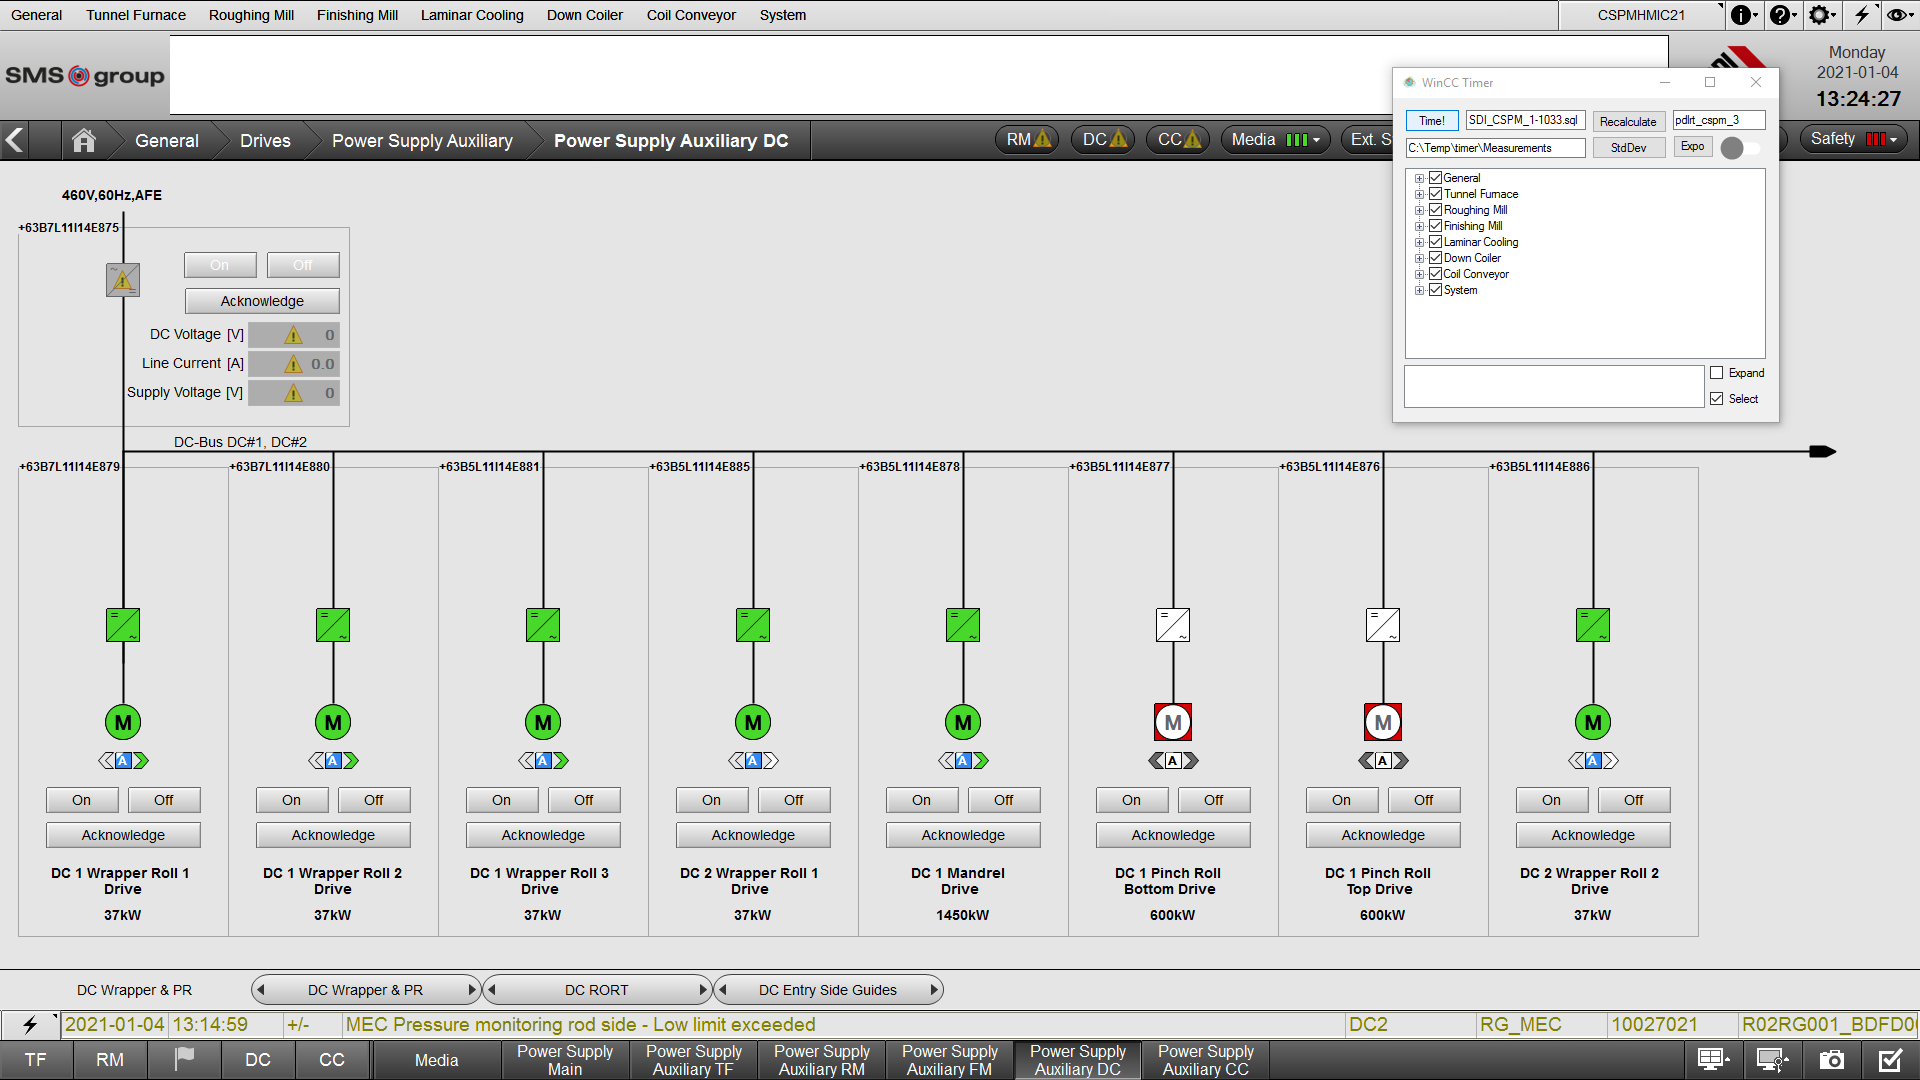 General Tunnel Furnace Roughing Mill Finishing Mill Laminar Cooling Down Coiler Coil Conveyor System CSPMHMIC21
SMS group
Monday
2021-01-04
13:24:27
General Drives Power Supply Auxiliary Power Supply Auxiliary DC RM DC CC Media Ext. S Safety
WinCC Timer
Time! SDI_CSPM_1-1033.sql Recalculate pdlrt_cspm_3
C:\Temp\timer\Measurements StdDev Expo
General
Tunnel Furnace
Roughing Mill
Finishing Mill
Laminar Cooling
Down Coiler
Coil Conveyor
System
Expand
Select
460V,60Hz,AFE
+63B7L11I14E875
On Off
Acknowledge
DC Voltage [V] 0
Line Current [A] 0.0
Supply Voltage [V] 0
DC-Bus DC#1, DC#2
+63B7L11I14E879 +63B7L11I14E880 +63B5L11I14E881 +63B5L11I14E885 +63B5L11I14E878 +63B5L11I14E877 +63B5L11I14E876 +63B5L11I14E886
M M M M M M M M
A A A A A A A A
On Off On Off On Off On Off On Off On Off On Off On Off
Acknowledge Acknowledge Acknowledge Acknowledge Acknowledge Acknowledge Acknowledge Acknowledge
DC 1 Wrapper Roll 1 DC 1 Wrapper Roll 2 DC 1 Wrapper Roll 3 DC 2 Wrapper Roll 1 DC 1 Mandrel DC 1 Pinch Roll DC 1 Pinch Roll DC 2 Wrapper Roll 2
Drive Drive Drive Drive Drive Bottom Drive Top Drive Drive
37kW 37kW 37kW 37kW 1450kW 600kW 600kW 37kW
DC Wrapper & PR DC Wrapper & PR DC RORT DC Entry Side Guides
2021-01-04 13:14:59 +/- MEC Pressure monitoring rod side - Low limit exceeded DC2 RG_MEC 10027021 R02RG001_BDFD0
TF RM DC CC Media Power Supply Power Supply Power Supply Power Supply Power Supply Power Supply
Main Auxiliary TF Auxiliary RM Auxiliary FM Auxiliary DC Auxiliary CC